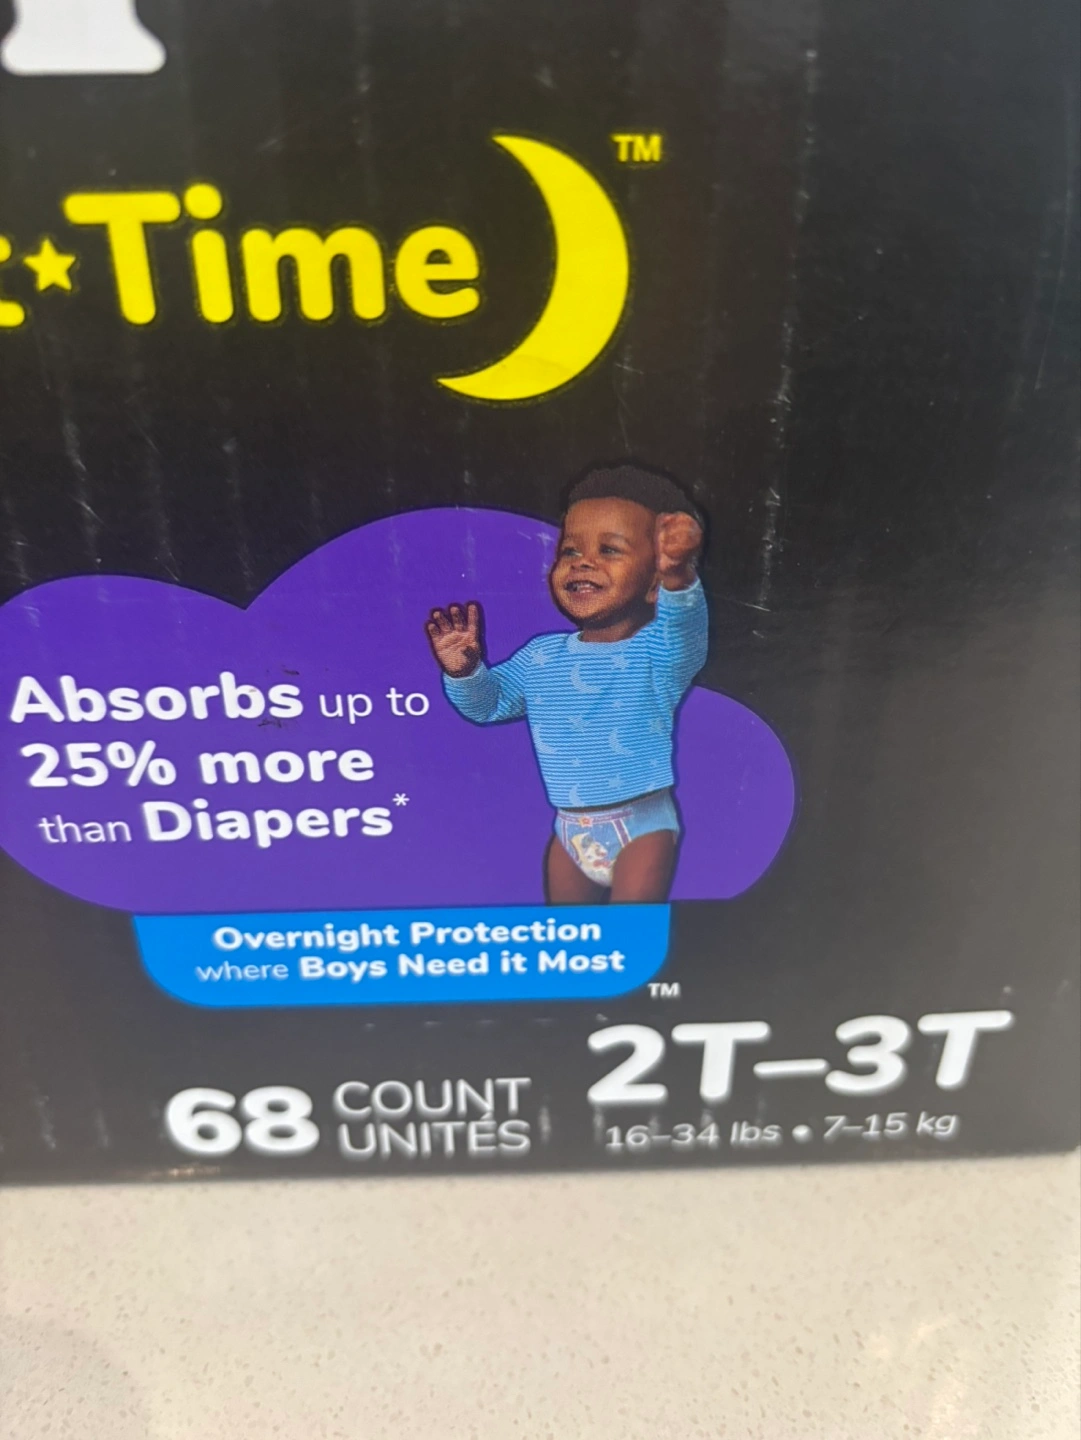 Time TM
Absorbs up to
25% more
than Diapers*
Overnight Protection
where Boys Need it Most
TM
68 COUNT
UNITÉS
2T–3T
16–34 lbs • 7–15 kg